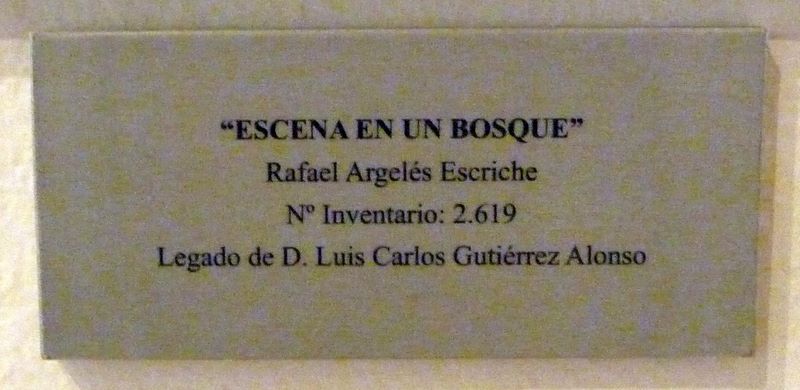 “ESCENA EN UN BOSQUE”
Rafael Argelés Escriche
Nº Inventario: 2.619
Legado de D. Luis Carlos Gutiérrez Alonso